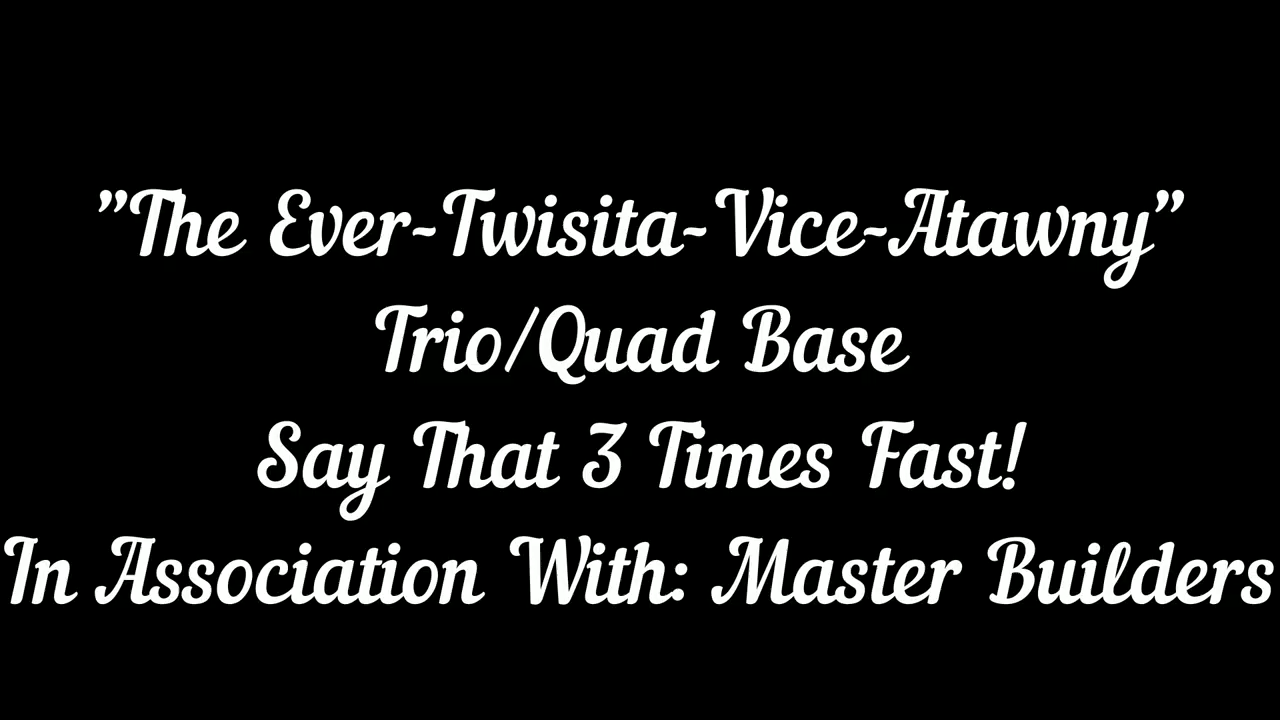 "The Ever-Twisita-Vice-Atawny"
Trio/Quad Base
Say That 3 Times Fast!
In Association With: Master Builders